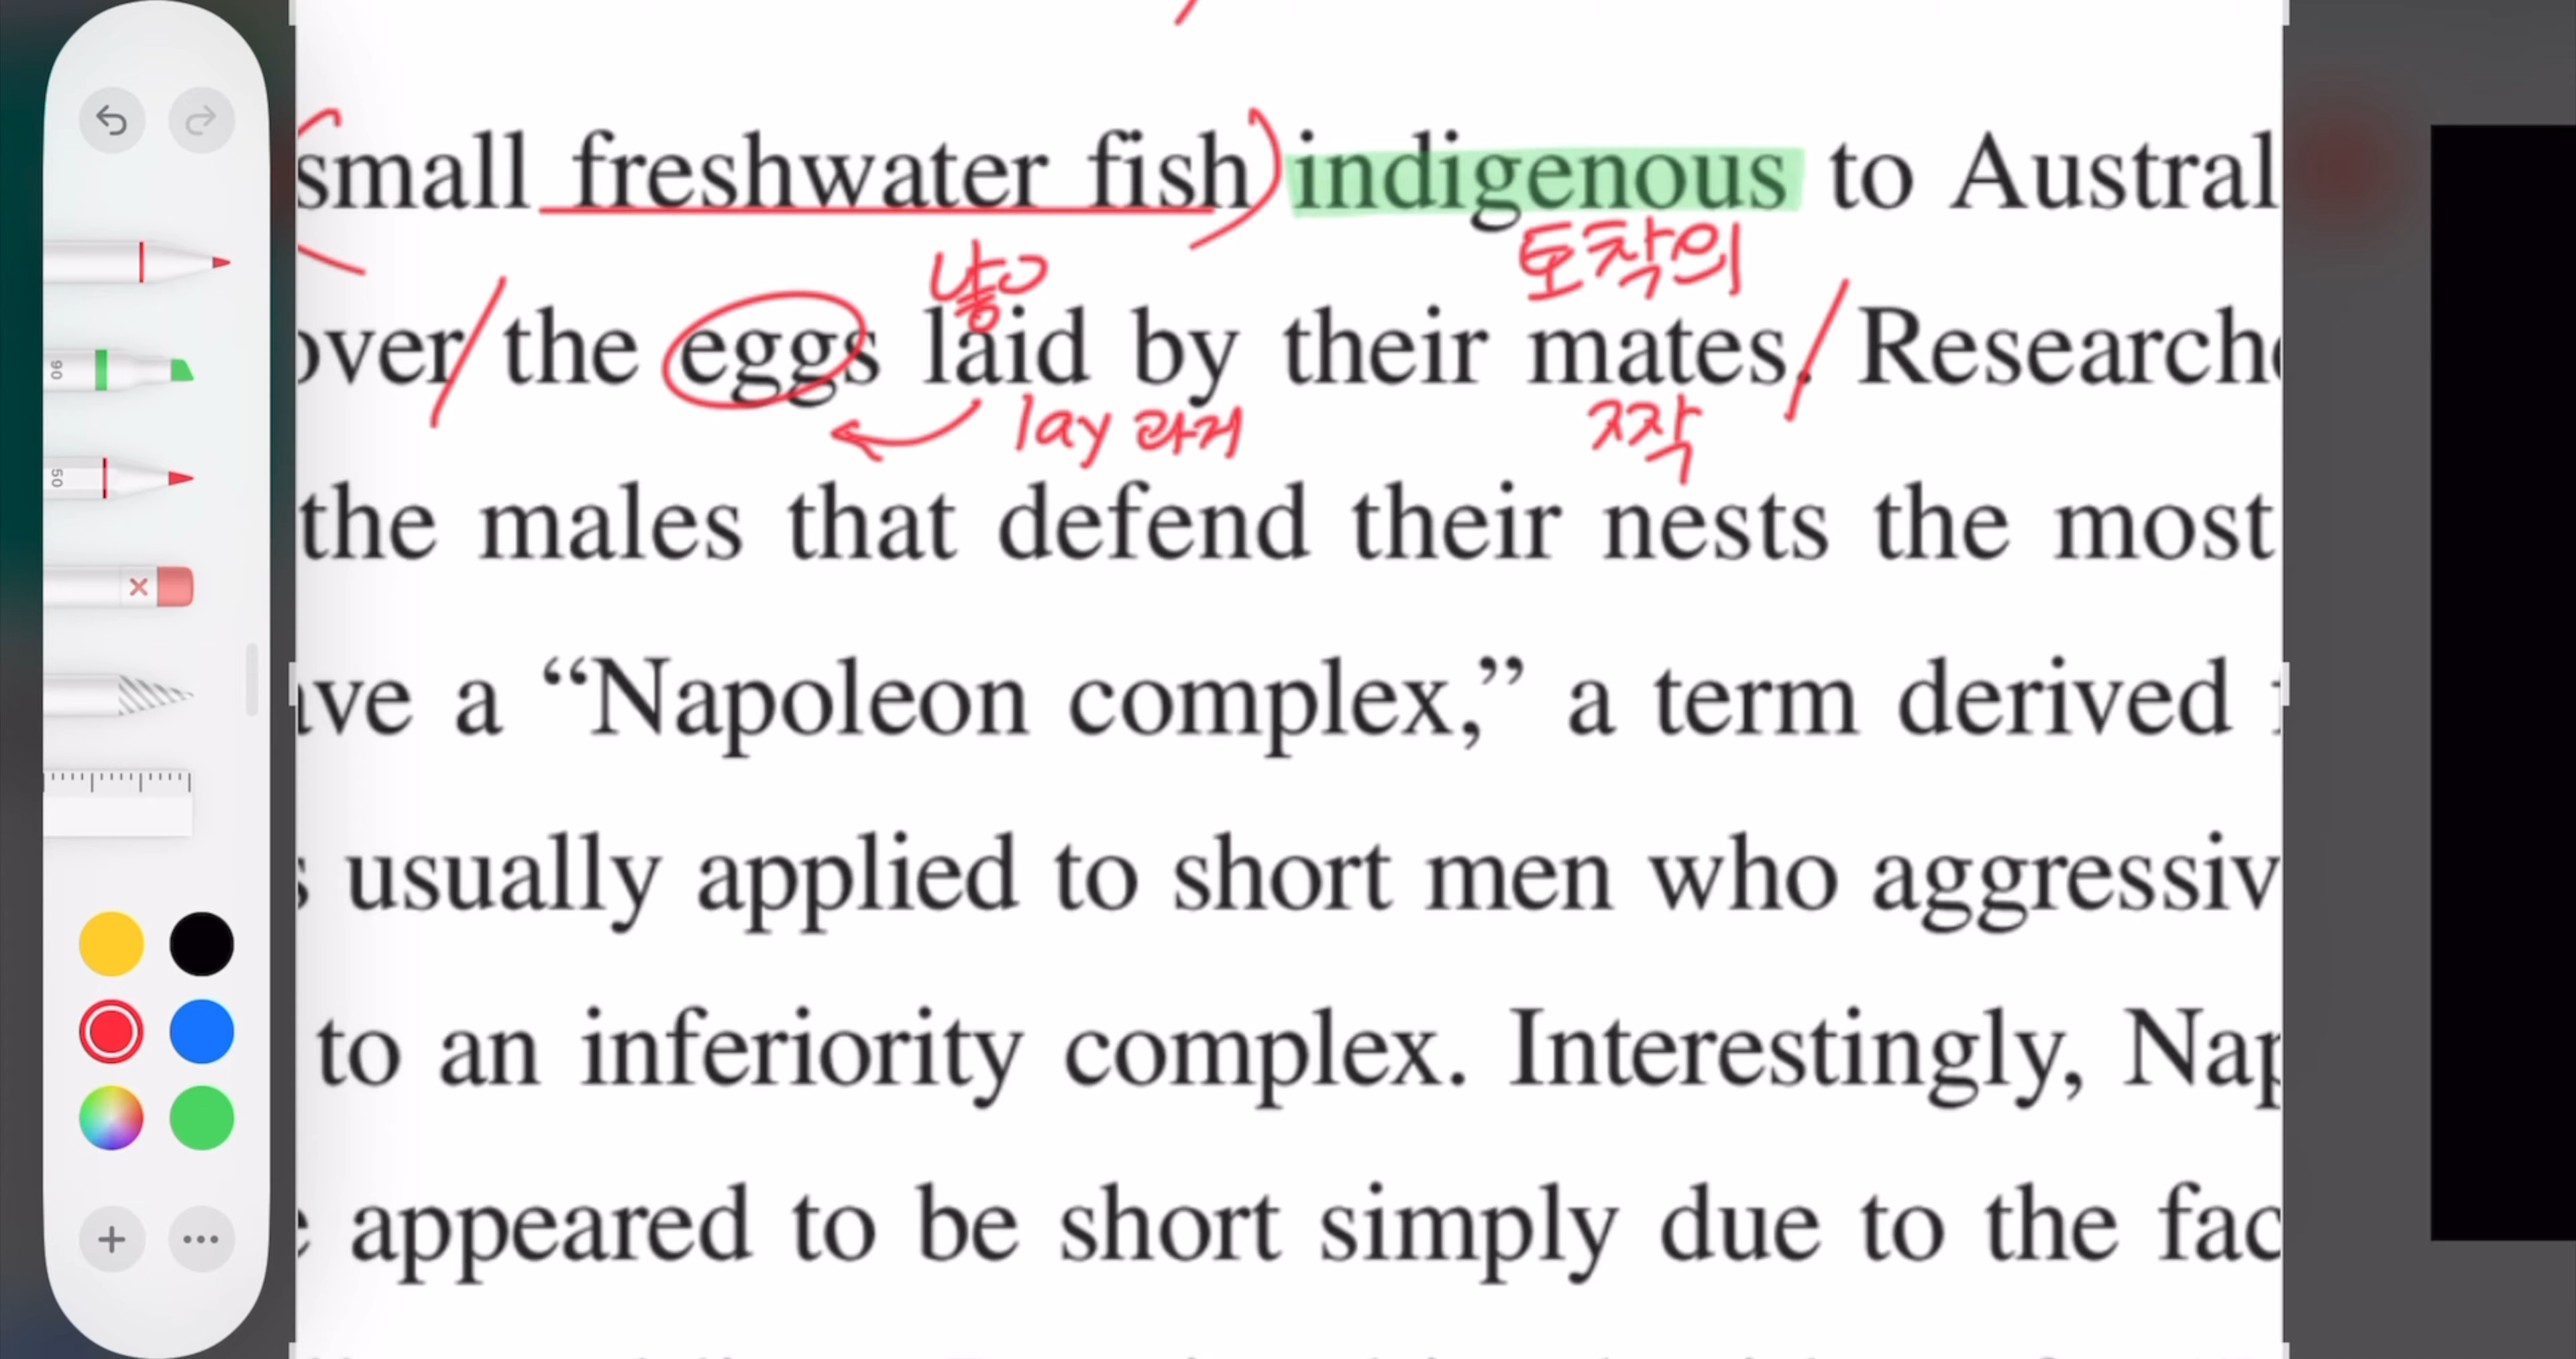 small freshwater fish indigenous to Austral
토착의
낳은
the eggs laid by their mates. Research
lay 과거
짝
the males that defend their nests the most
a “Napoleon complex,” a term derived
usually applied to short men who aggressiv
to an inferiority complex. Interestingly, Nap
appeared to be short simply due to the fac
90
50